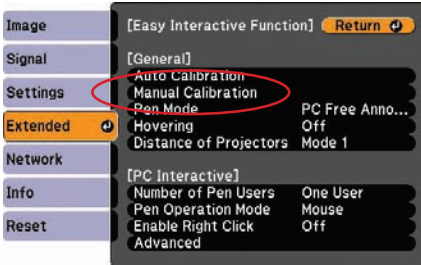 Image
Signal
Settings
Extended
Network
Info
Reset
[Easy Interactive Function] Return
[General]
Auto Calibration
Manual Calibration
Pen Mode PC Free Anno...
Hovering Off
Distance of Projectors Mode 1
[PC Interactive]
Number of Pen Users One User
Pen Operation Mode Mouse
Enable Right Click Off
Advanced